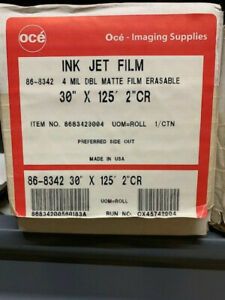 océ
Océ - Imaging Supplies
INK JET FILM
86-8342 4 MIL DBL MATTE FILM ERASABLE
30" X 125' 2"CR
ITEM NO. 8683423004 UOM=ROLL 1/CTN
PREFERRED SIDE OUT
MADE IN USA
86-8342 30" X 125' 2"CR
UOM=ROLL
RUN NO.